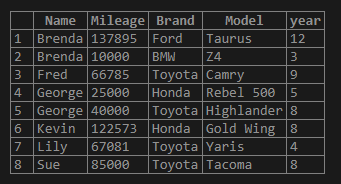 Name Mileage Brand Model year
1 Brenda 137895 Ford Taurus 12
2 Brenda 10000 BMW Z4 3
3 Fred 66785 Toyota Camry 9
4 George 25000 Honda Rebel 500 5
5 George 40000 Toyota Highlander 8
6 Kevin 122573 Honda Gold Wing 8
7 Lily 67081 Toyota Yaris 4
8 Sue 85000 Toyota Tacoma 8